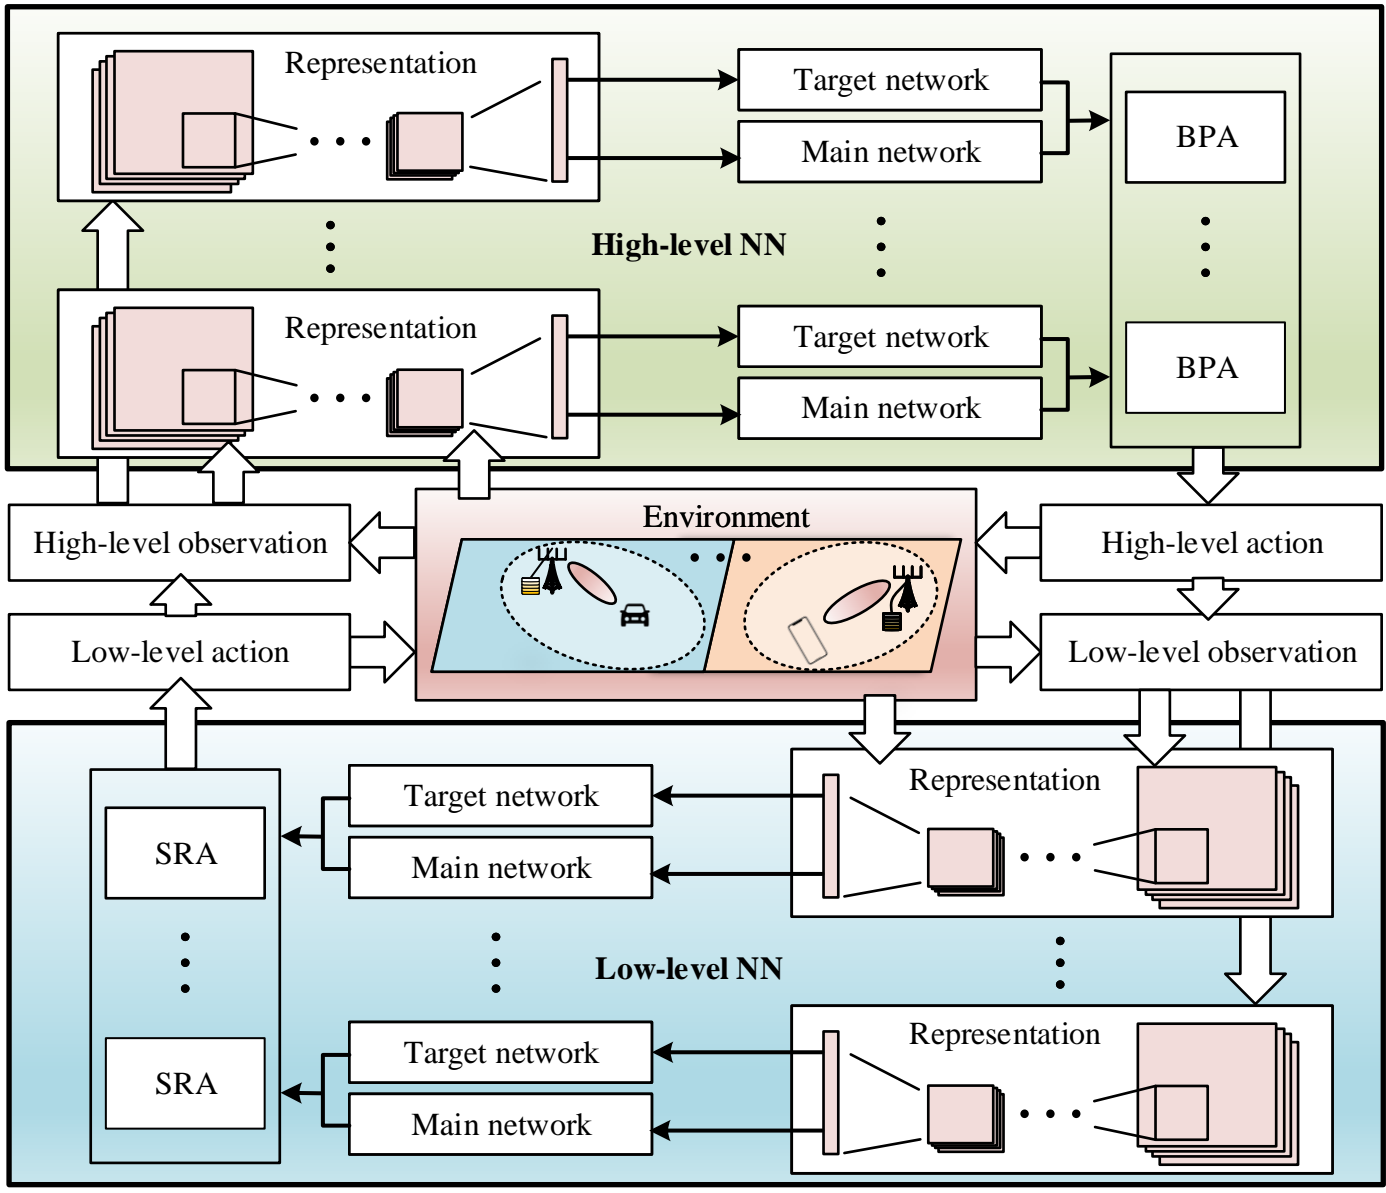 Representation
Target network
Main network
BPA
High-level NN
Representation
Target network
Main network
BPA
High-level observation
Environment
High-level action
Low-level action
Low-level observation
Target network
Main network
SRA
Representation
Low-level NN
Target network
Main network
SRA
Representation